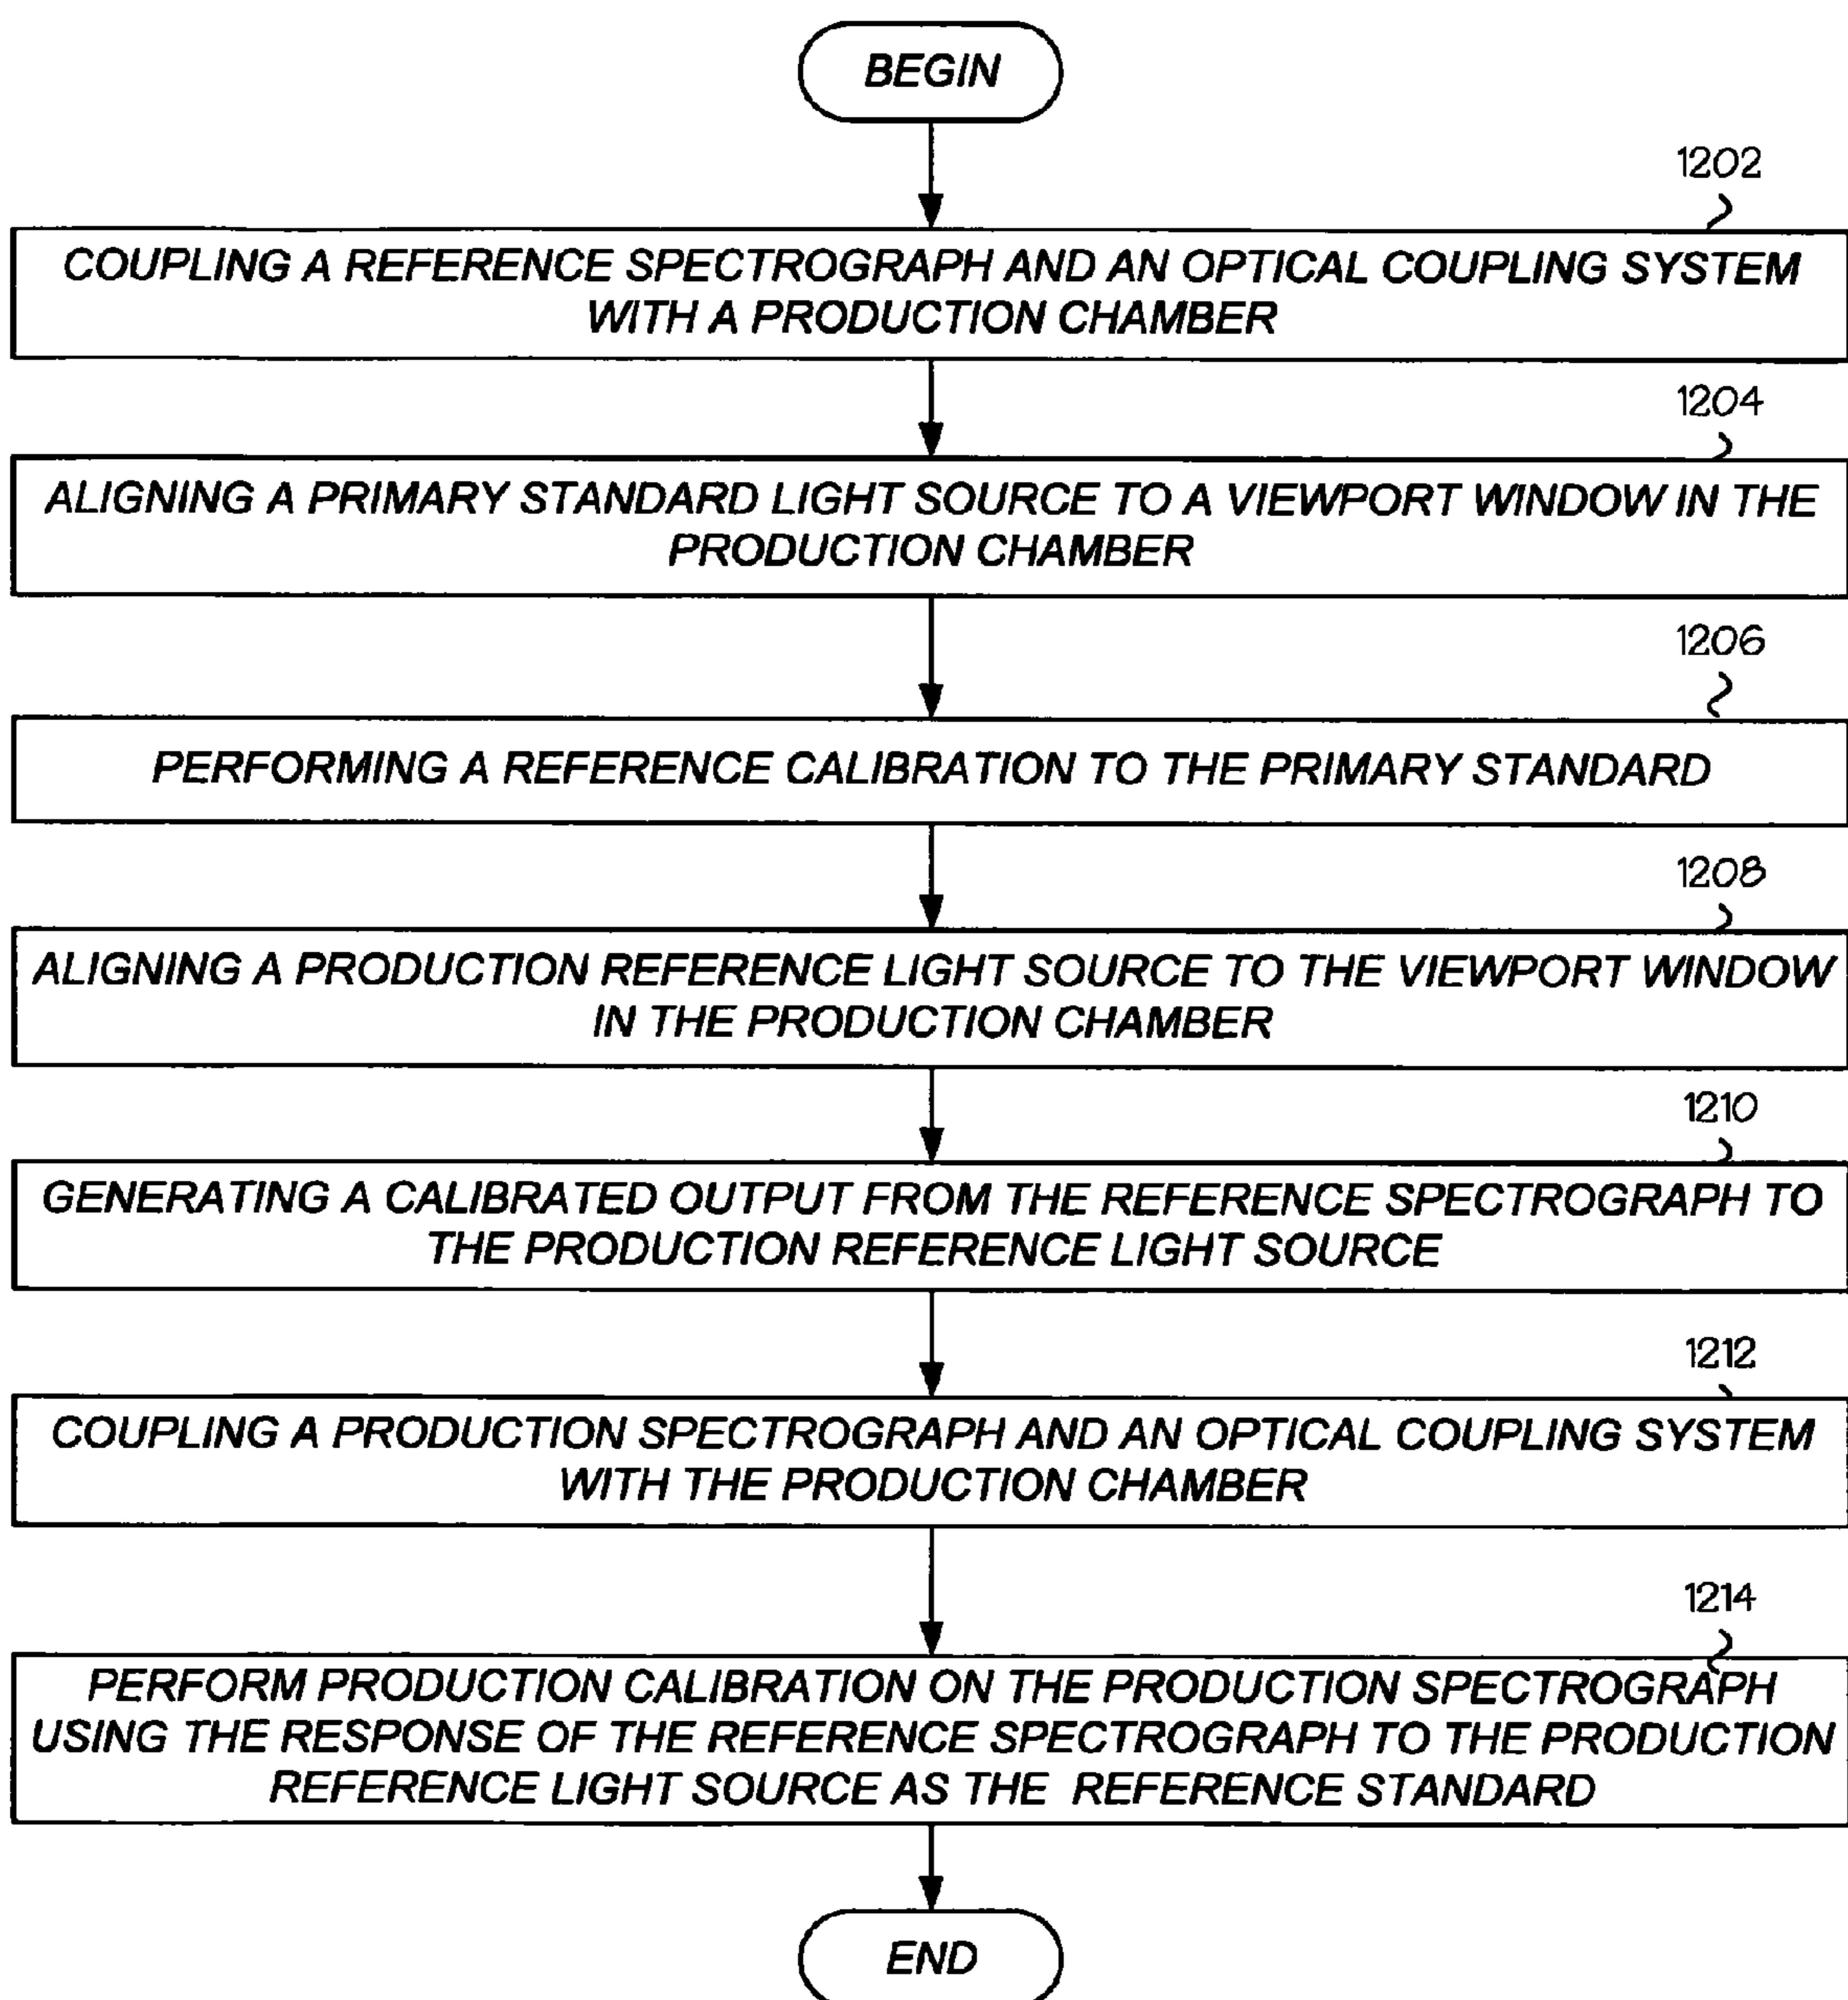 BEGIN
1202
COUPLING A REFERENCE SPECTROGRAPH AND AN OPTICAL COUPLING SYSTEM
WITH A PRODUCTION CHAMBER
1204
ALIGNING A PRIMARY STANDARD LIGHT SOURCE TO A VIEWPORT WINDOW IN THE
PRODUCTION CHAMBER
1206
PERFORMING A REFERENCE CALIBRATION TO THE PRIMARY STANDARD
1208
ALIGNING A PRODUCTION REFERENCE LIGHT SOURCE TO THE VIEWPORT WINDOW
IN THE PRODUCTION CHAMBER
1210
GENERATING A CALIBRATED OUTPUT FROM THE REFERENCE SPECTROGRAPH TO
THE PRODUCTION REFERENCE LIGHT SOURCE
1212
COUPLING A PRODUCTION SPECTROGRAPH AND AN OPTICAL COUPLING SYSTEM
WITH THE PRODUCTION CHAMBER
1214
PERFORM PRODUCTION CALIBRATION ON THE PRODUCTION SPECTROGRAPH
USING THE RESPONSE OF THE REFERENCE SPECTROGRAPH TO THE PRODUCTION
REFERENCE LIGHT SOURCE AS THE REFERENCE STANDARD
END